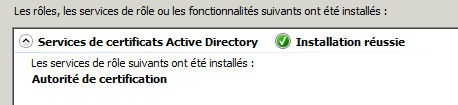 Les rôles, les services de rôle ou les fonctionnalités suivants ont été installés :
Services de certificats Active Directory Installation réussie
Les services de rôle suivants ont été installés :
Autorité de certification